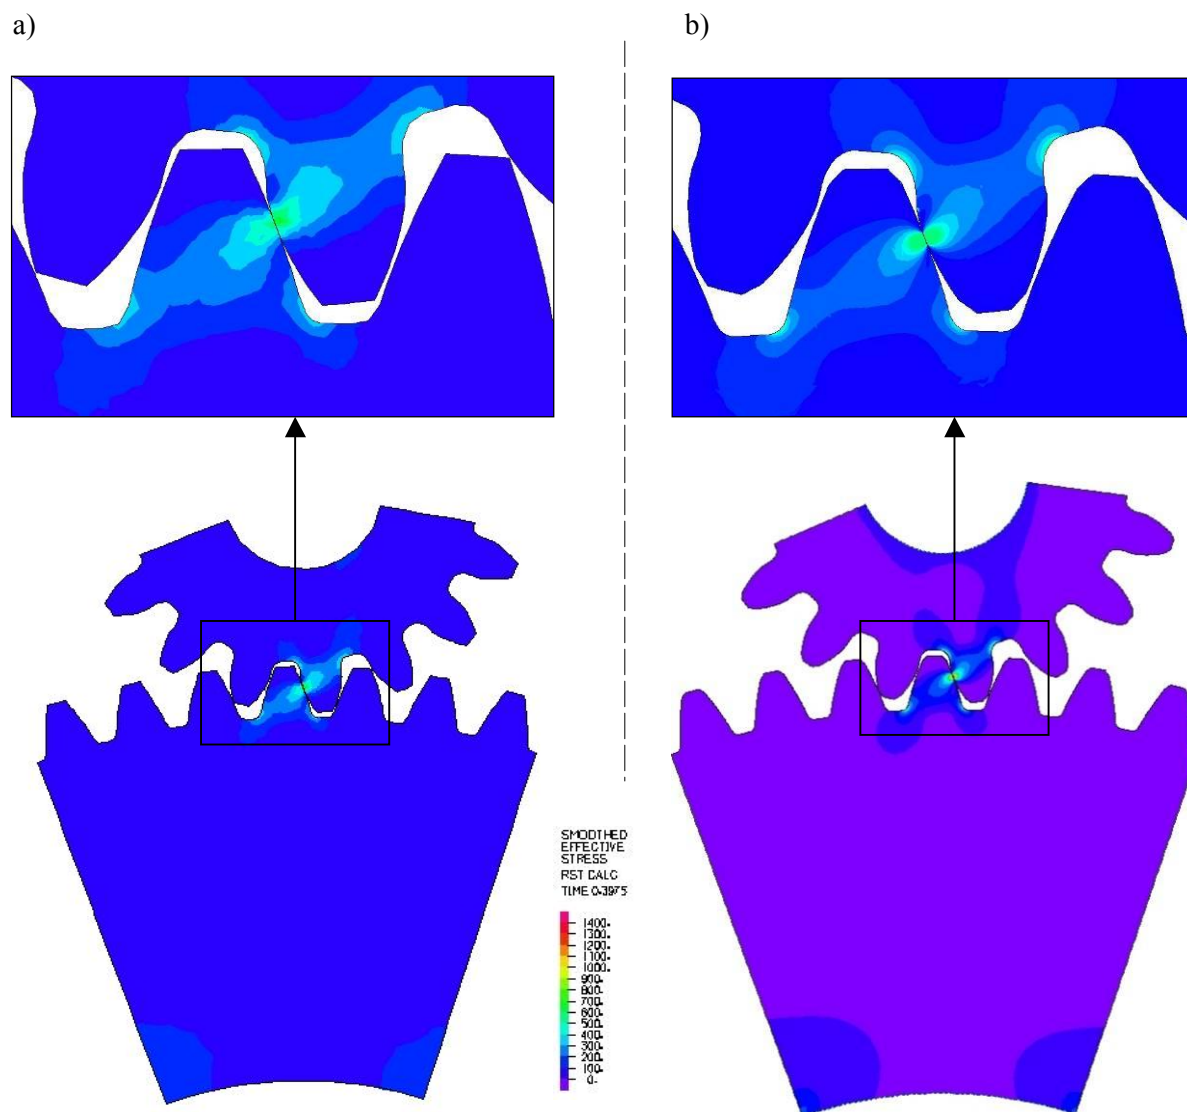 a)
b)
SMOOTHED
EFFECTIVE
STRESS
RST CALC
TIME 0.3975
1400.
1300.
1200.
1100.
1000.
900.
800.
700.
600.
500.
400.
300.
200.
100.
0.